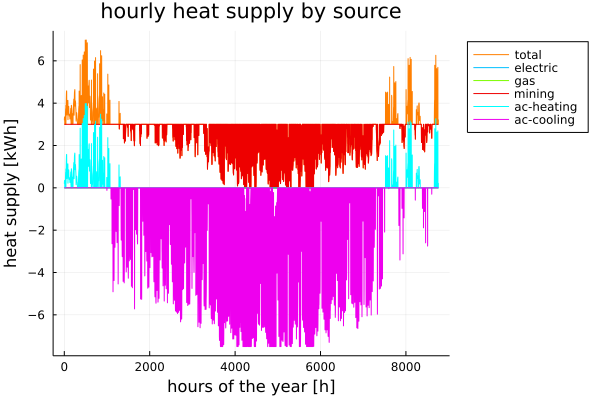 hourly heat supply by source
heat supply [kWh]
6
4
2
0
−2
−4
−6
0
2000
4000
6000
8000
hours of the year [h]
total
electric
gas
mining
ac-heating
ac-cooling